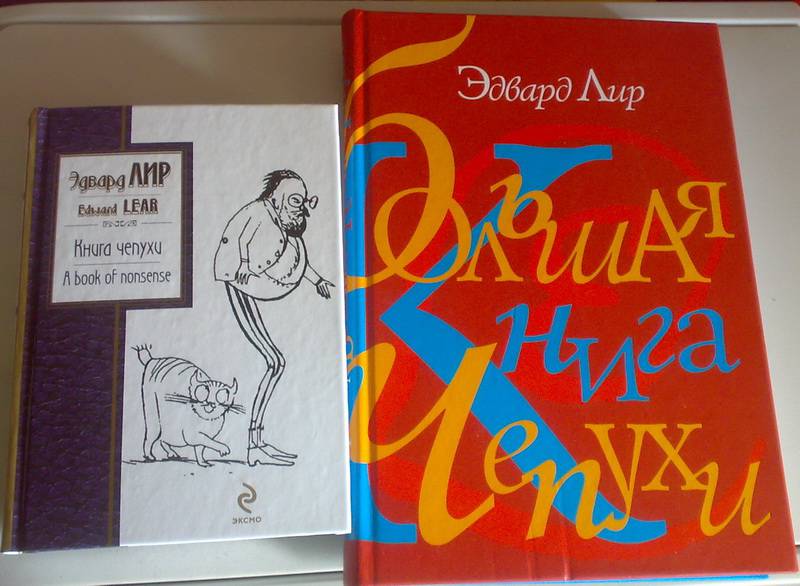 Эдвард ЛИР
Edward LEAR
Книга чепухи
A book of nonsense
ЭКСМО
Эдвард Лир
Большая
Книга
Чепухи